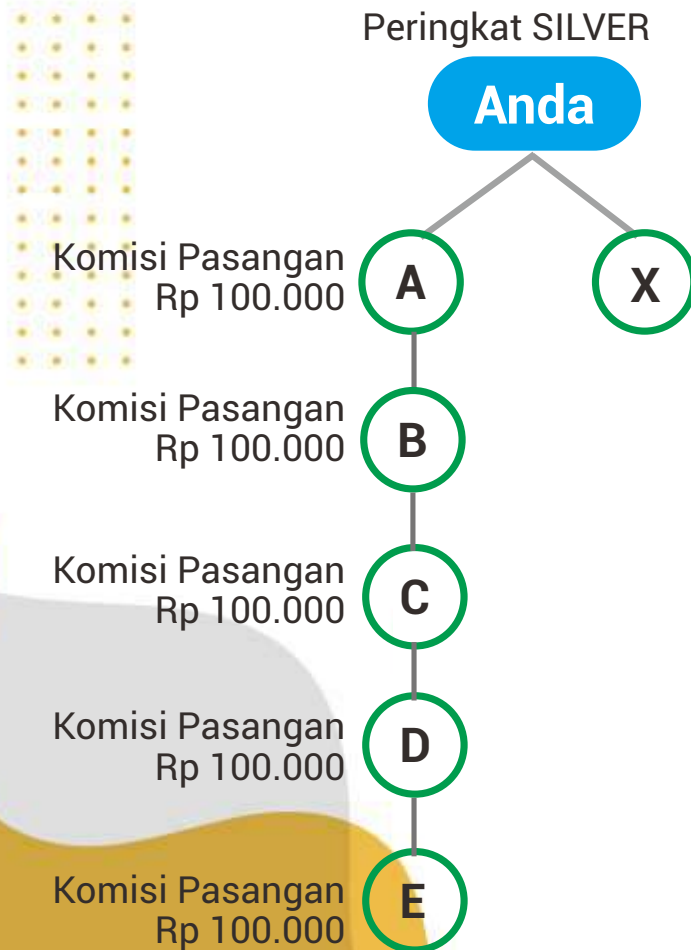 Peringkat SILVER
Anda
Komisi Pasangan
Rp 100.000
A
X
Komisi Pasangan
Rp 100.000
B
Komisi Pasangan
Rp 100.000
C
Komisi Pasangan
Rp 100.000
D
Komisi Pasangan
Rp 100.000
E